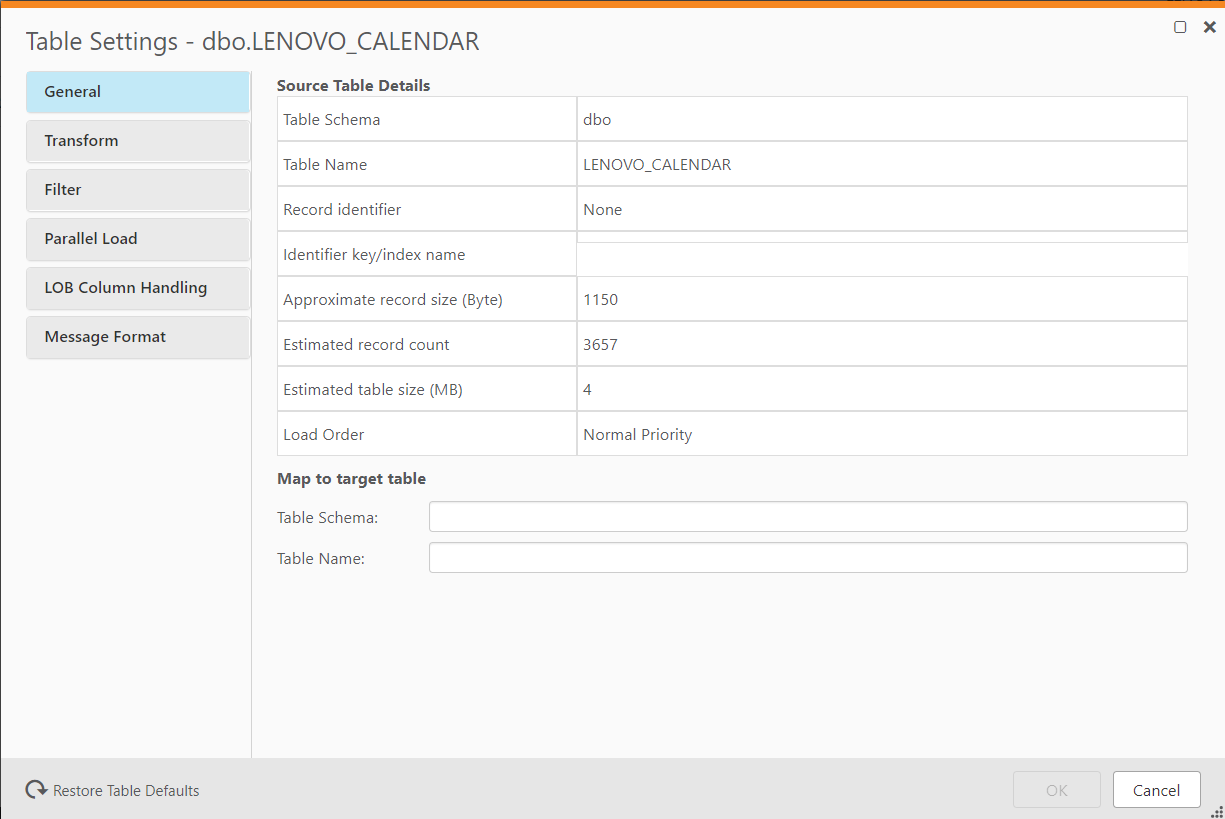 Table Settings - dbo.LENOVO_CALENDAR
General
Transform
Filter
Parallel Load
LOB Column Handling
Message Format
Source Table Details
Table Schema dbo
Table Name LENOVO_CALENDAR
Record identifier None
Identifier key/index name
Approximate record size (Byte) 1150
Estimated record count 3657
Estimated table size (MB) 4
Load Order Normal Priority
Map to target table
Table Schema:
Table Name:
Restore Table Defaults
OK
Cancel